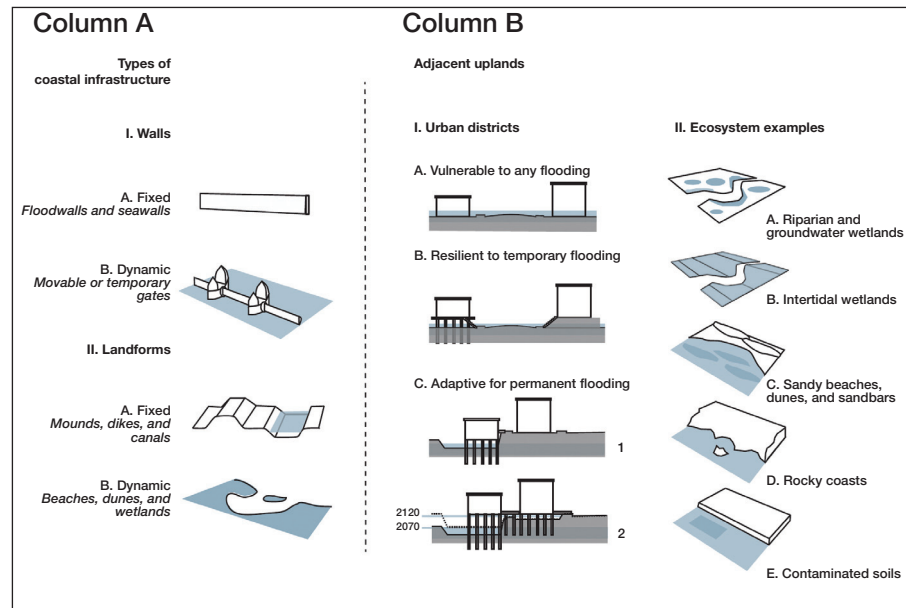 Column A
Types of
coastal infrastructure
I. Walls
A. Fixed
Floodwalls and seawalls
B. Dynamic
Movable or temporary
gates
II. Landforms
A. Fixed
Mounds, dikes, and
canals
B. Dynamic
Beaches, dunes, and
wetlands
Column B
Adjacent uplands
I. Urban districts
A. Vulnerable to any flooding
B. Resilient to temporary flooding
C. Adaptive for permanent flooding
1
2120
2070
2
II. Ecosystem examples
A. Riparian and
groundwater wetlands
B. Intertidal wetlands
C. Sandy beaches,
dunes, and sandbars
D. Rocky coasts
E. Contaminated soils